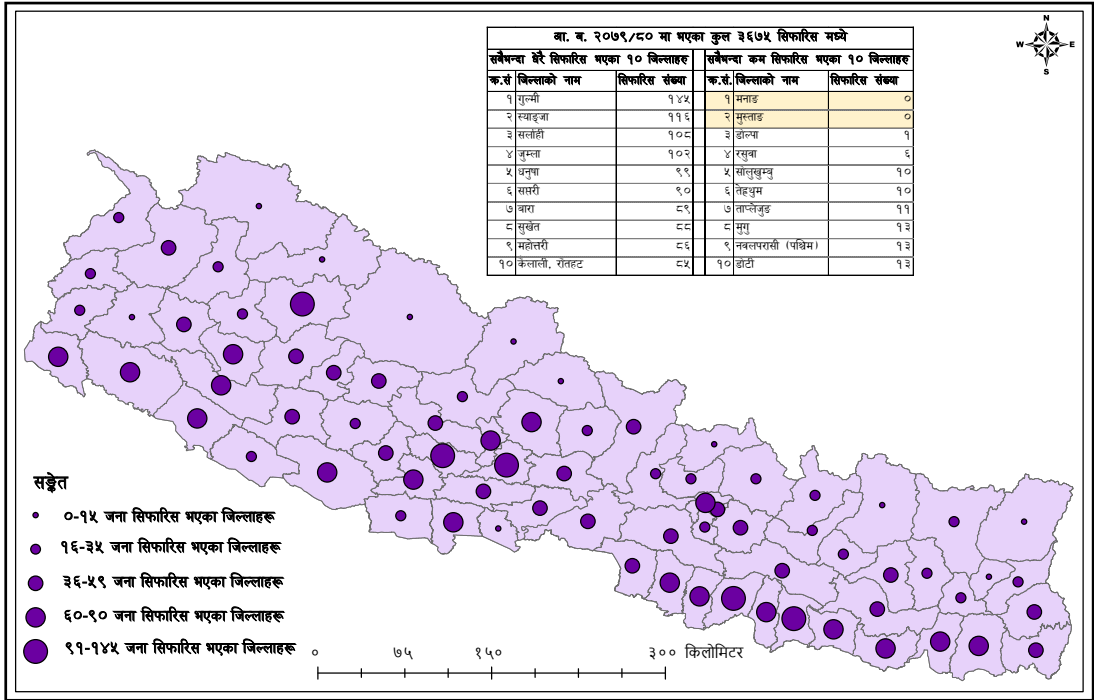 आ. ब. २०७९/८० मा भएका कुल ३६७५ सिफारिस मध्ये
सबैभन्दा धेरै सिफारिस भएका १० जिल्लाहरु सबैभन्दा कम सिफारिस भएका १० जिल्लाहरु
क्र.सं जिल्लाको नाम सिफारिस संख्या क्र.सं. जिल्लाको नाम सिफारिस संख्या
१ गुल्मी १४५ १ मनाङ ०
२ स्याङ्जा ११६ २ मुस्ताङ ०
३ सर्लाही १०८ ३ डोल्पा १
४ जुम्ला १०२ ४ रसुवा ६
५ धनुषा ९९ ५ सोलुखुम्बु १०
६ सप्तरी ९० ६ तेह्रथुम १०
७ बारा ८९ ७ ताप्लेजुङ ११
८ सुर्खेत ८८ ८ मुगु १३
९ महोत्तरी ८६ ९ नवलपरासी (पश्चिम) १३
१० कैलाली, रौतहट ८५ १० डोटी १३
N
W E
S
सङ्केत
०-१५ जना सिफारिस भएका जिल्लाहरू
१६-३५ जना सिफारिस भएका जिल्लाहरू
३६-५९ जना सिफारिस भएका जिल्लाहरू
६०-९० जना सिफारिस भएका जिल्लाहरू
९१-१४५ जना सिफारिस भएका जिल्लाहरू
० ७५ १५० ३०० किलोमिटर